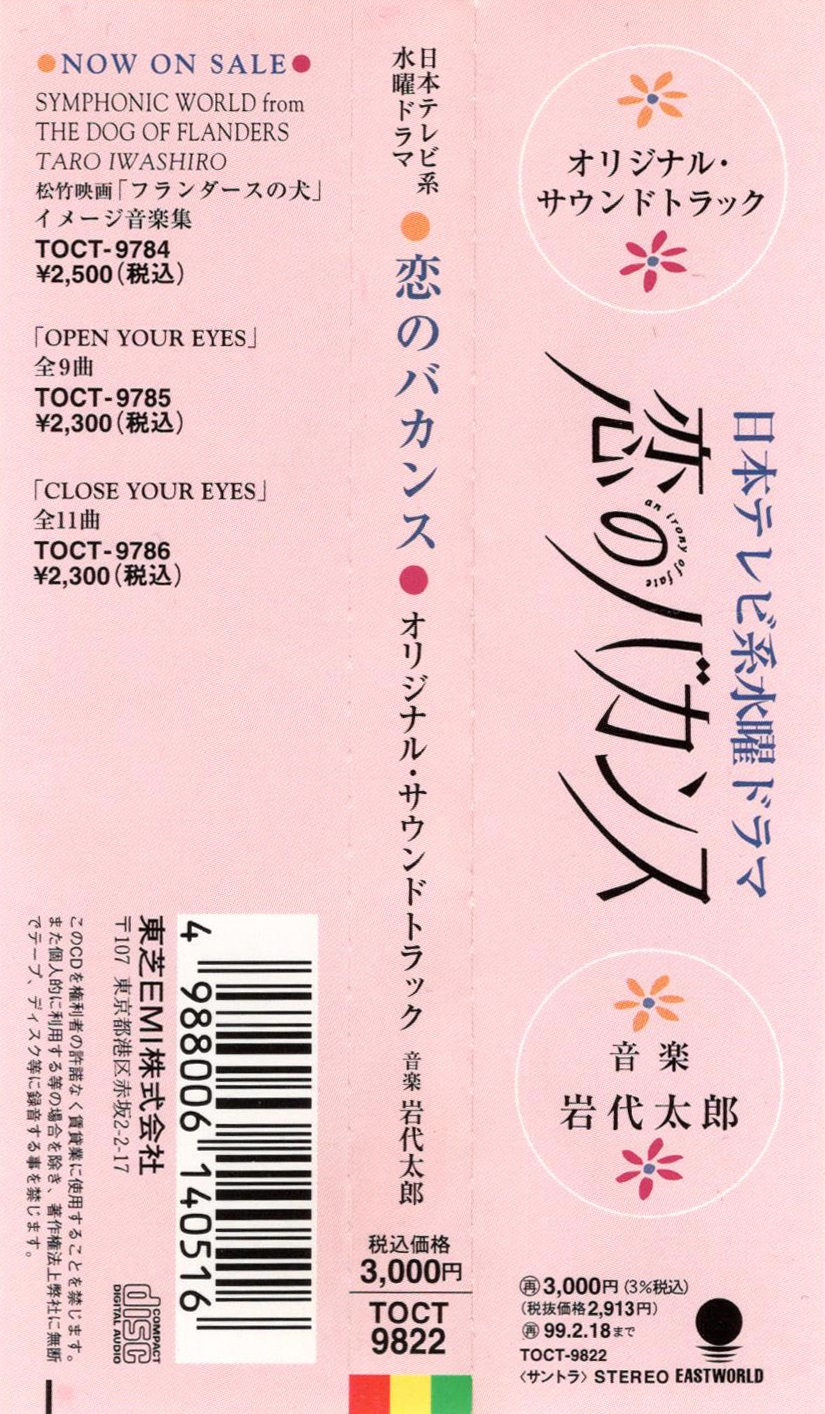 ●NOW ON SALE●
SYMPHONIC WORLD from
THE DOG OF FLANDERS
TARO IWASHIRO
松竹映画「フランダースの犬」
イメージ音楽集
TOCT-9784
¥2,500(税込)
「OPEN YOUR EYES」
全9曲
TOCT-9785
¥2,300(税込)
「CLOSE YOUR EYES」
全11曲
TOCT-9786
¥2,300(税込)
4 988006 140516
東芝EMI株式会社
〒107 東京都港区赤坂2-2-17
このCDを権利者の許諾なく賃貸業に使用することを禁じます。
また個人的に利用する等の場合を除き、著作権法上弊社に無断
でテープ、ディスク等に録音する事を禁じます。
COMPACT
disc
DIGITAL AUDIO
日本テレビ系
水曜ドラマ
●恋のバカンス●
オリジナル・サウンドトラック
音楽 岩代太郎
税込価格
3,000円
TOCT
9822
オリジナル・
サウンドトラック
日本テレビ系水曜ドラマ
恋のバカンス
an irony of fate
音楽
岩代太郎
㊞3,000円(3%税込)
(税抜価格2,913円)
99.2.18まで
TOCT-9822
〈サントラ〉STEREO EASTWORLD